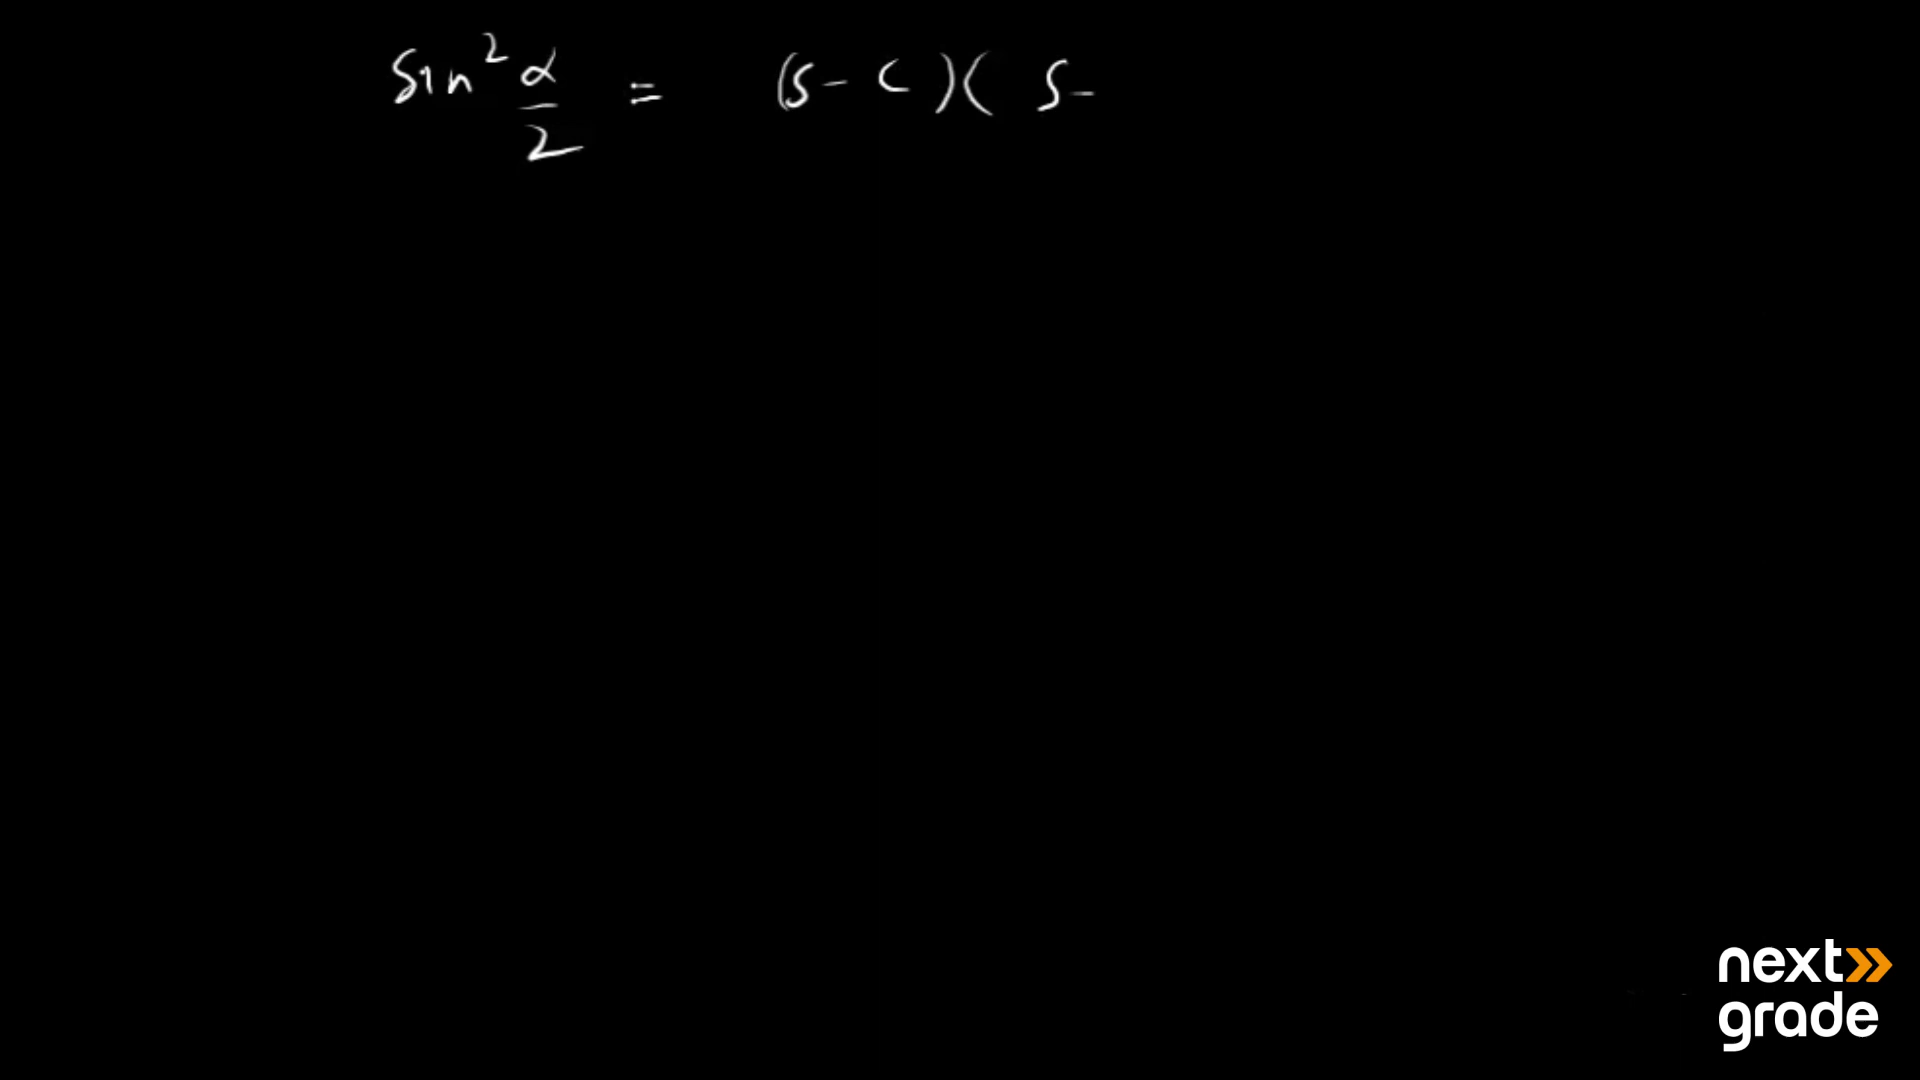 sin² α/2 = (s - c)( s -
next
grade